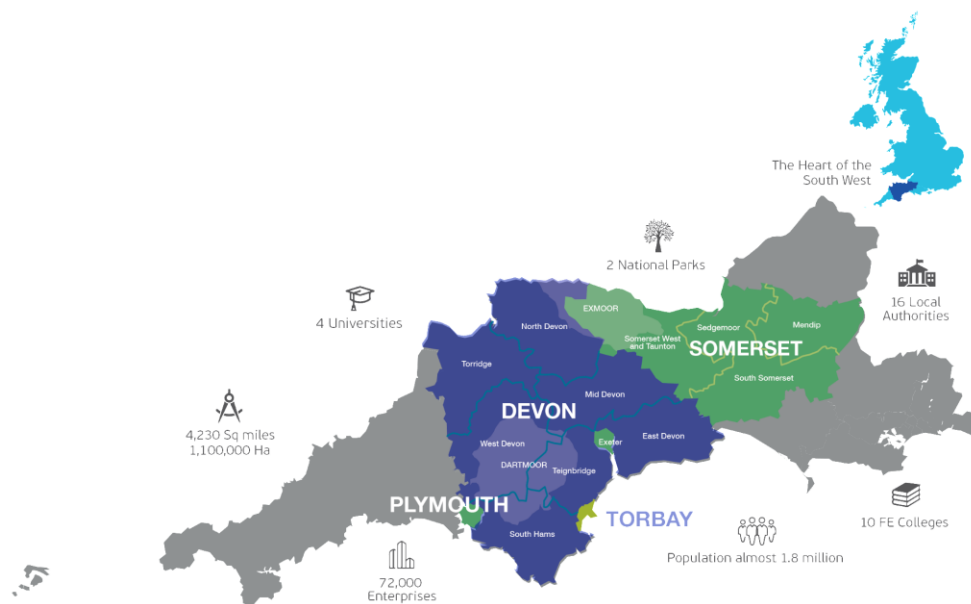 The Heart of the
South West
2 National Parks
16 Local
Authorities
4 Universities
EXMOOR
North Devon
Somerset West
and Taunton
Sedgemoor
Mendip
SOMERSET
Torridge
South Somerset
Mid Devon
DEVON
4,230 Sq miles
1,100,000 Ha
West Devon
Exeter
East Devon
DARTMOOR
Teignbridge
PLYMOUTH
TORBAY
10 FE Colleges
South Hams
Population almost 1.8 million
72,000
Enterprises